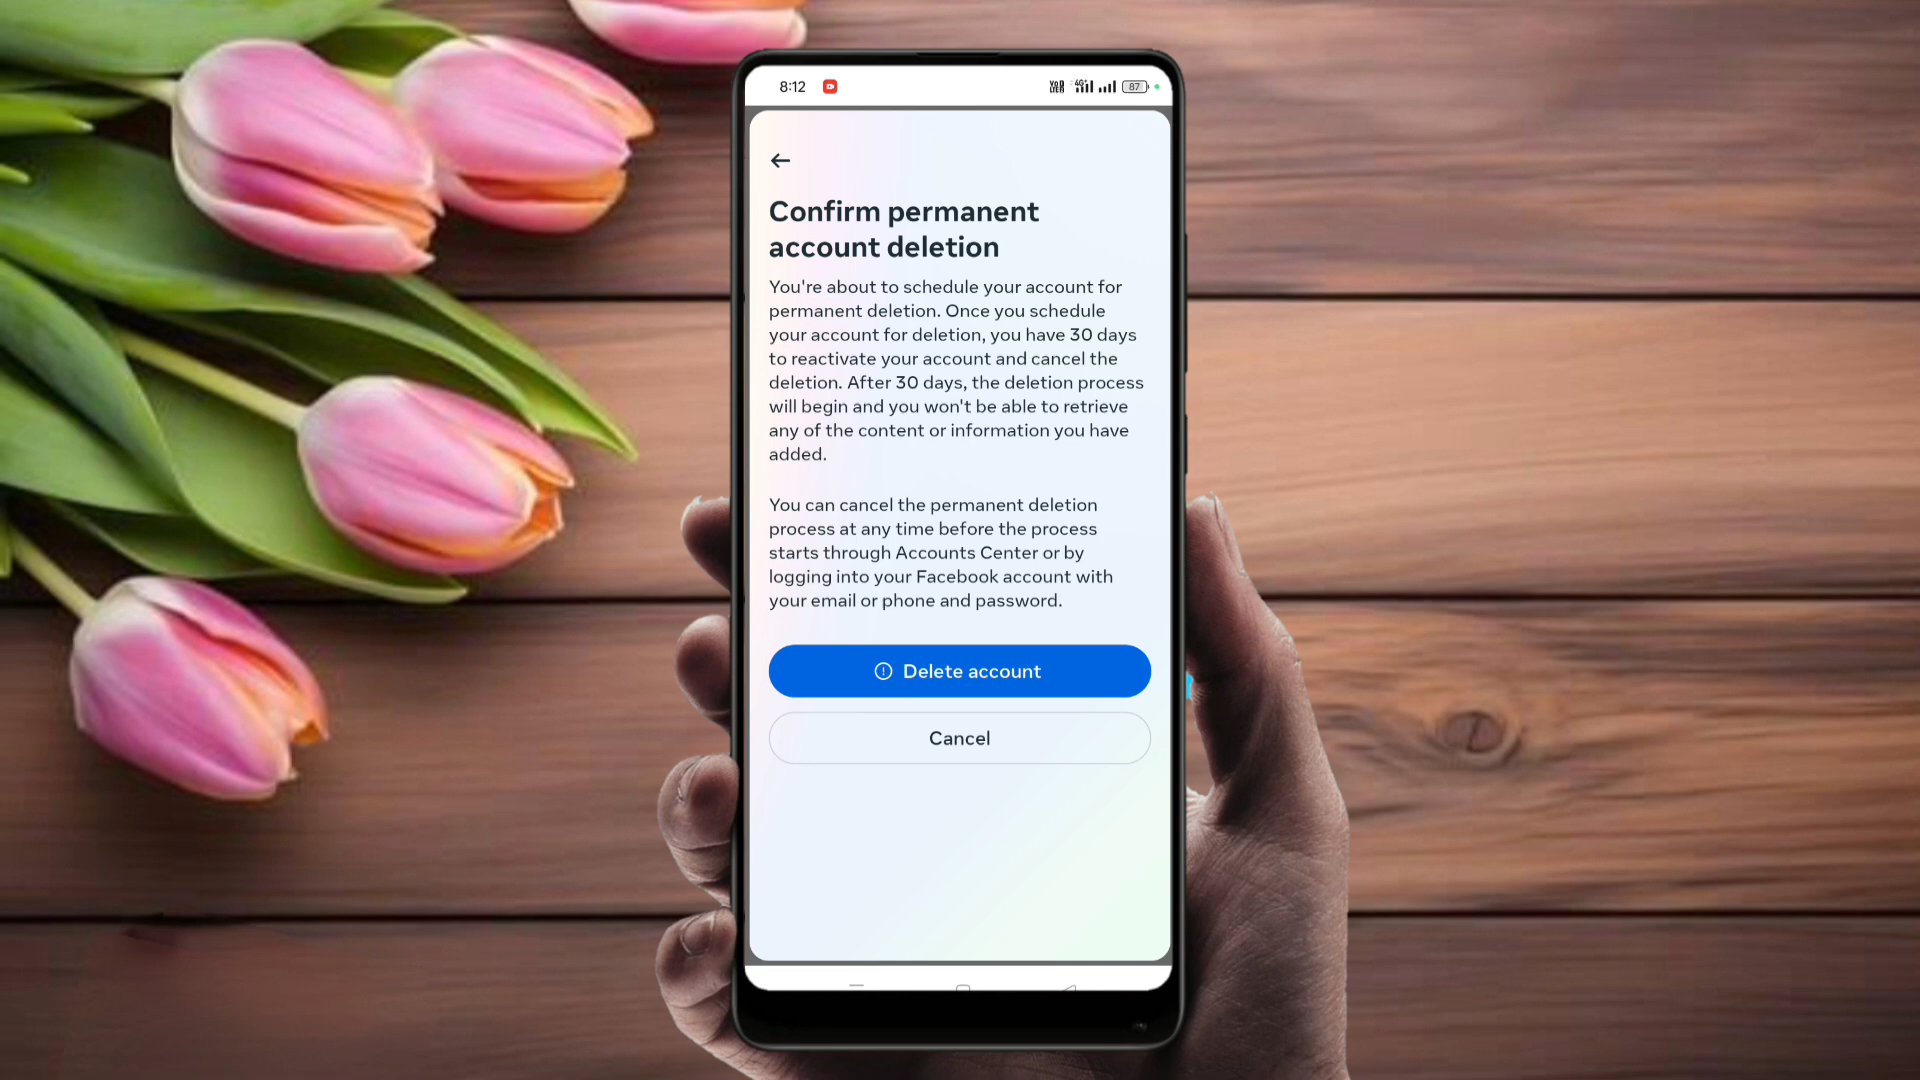 8:12
4G+
87
Confirm permanent
account deletion
You're about to schedule your account for
permanent deletion. Once you schedule
your account for deletion, you have 30 days
to reactivate your account and cancel the
deletion. After 30 days, the deletion process
will begin and you won't be able to retrieve
any of the content or information you have
added.
You can cancel the permanent deletion
process at any time before the process
starts through Accounts Center or by
logging into your Facebook account with
your email or phone and password.
Delete account
Cancel